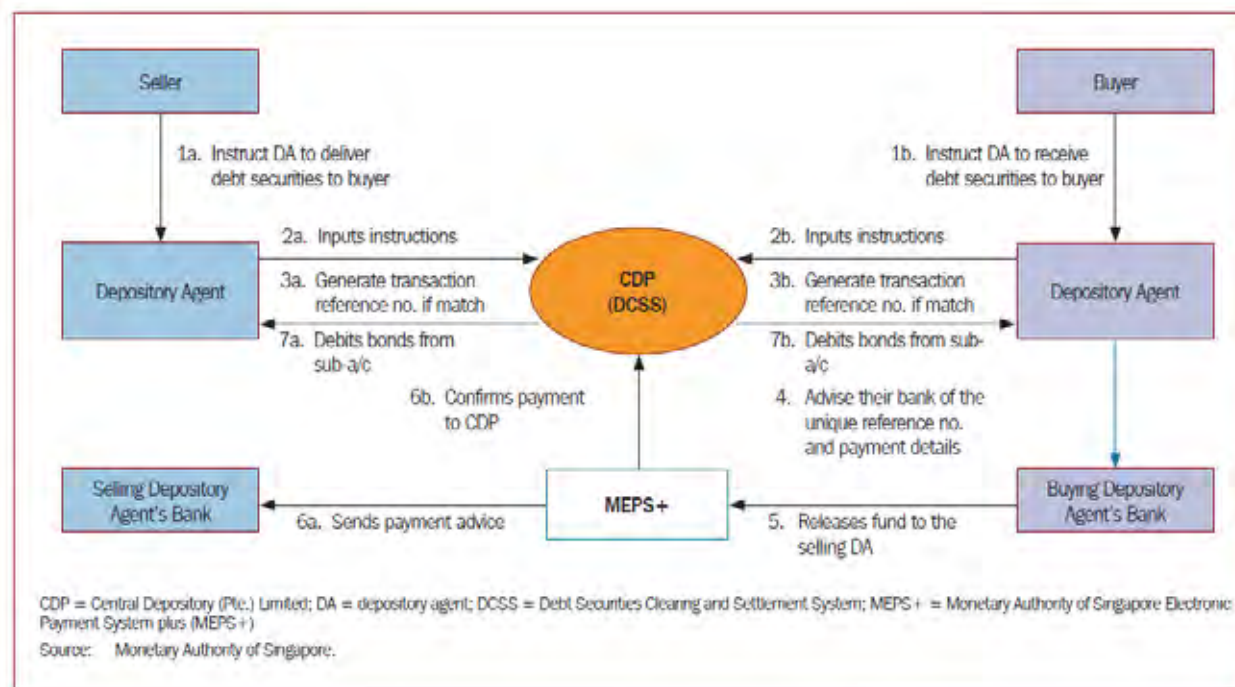 Seller
Buyer
1a. Instruct DA to deliver
debt securities to buyer
1b. Instruct DA to receive
debt securities to buyer
Depository Agent
2a. Inputs instructions
3a. Generate transaction
reference no. if match
7a. Debits bonds from
sub-a/c
CDP
(DCSS)
2b. Inputs instructions
3b. Generate transaction
reference no. if match
7b. Debits bonds from sub-
a/c
Depository Agent
6b. Confirms payment
to CDP
4. Advise their bank of the
unique reference no.
and payment details
Selling Depository
Agent's Bank
6a. Sends payment advice
MEPS+
5. Releases fund to the
selling DA
Buying Depository
Agent's Bank
CDP = Central Depository (Pte.) Limited; DA = depository agent; DCSS = Debt Securities Clearing and Settlement System; MEPS+ = Monetary Authority of Singapore Electronic
Payment System plus (MEPS+)
Source: Monetary Authority of Singapore.